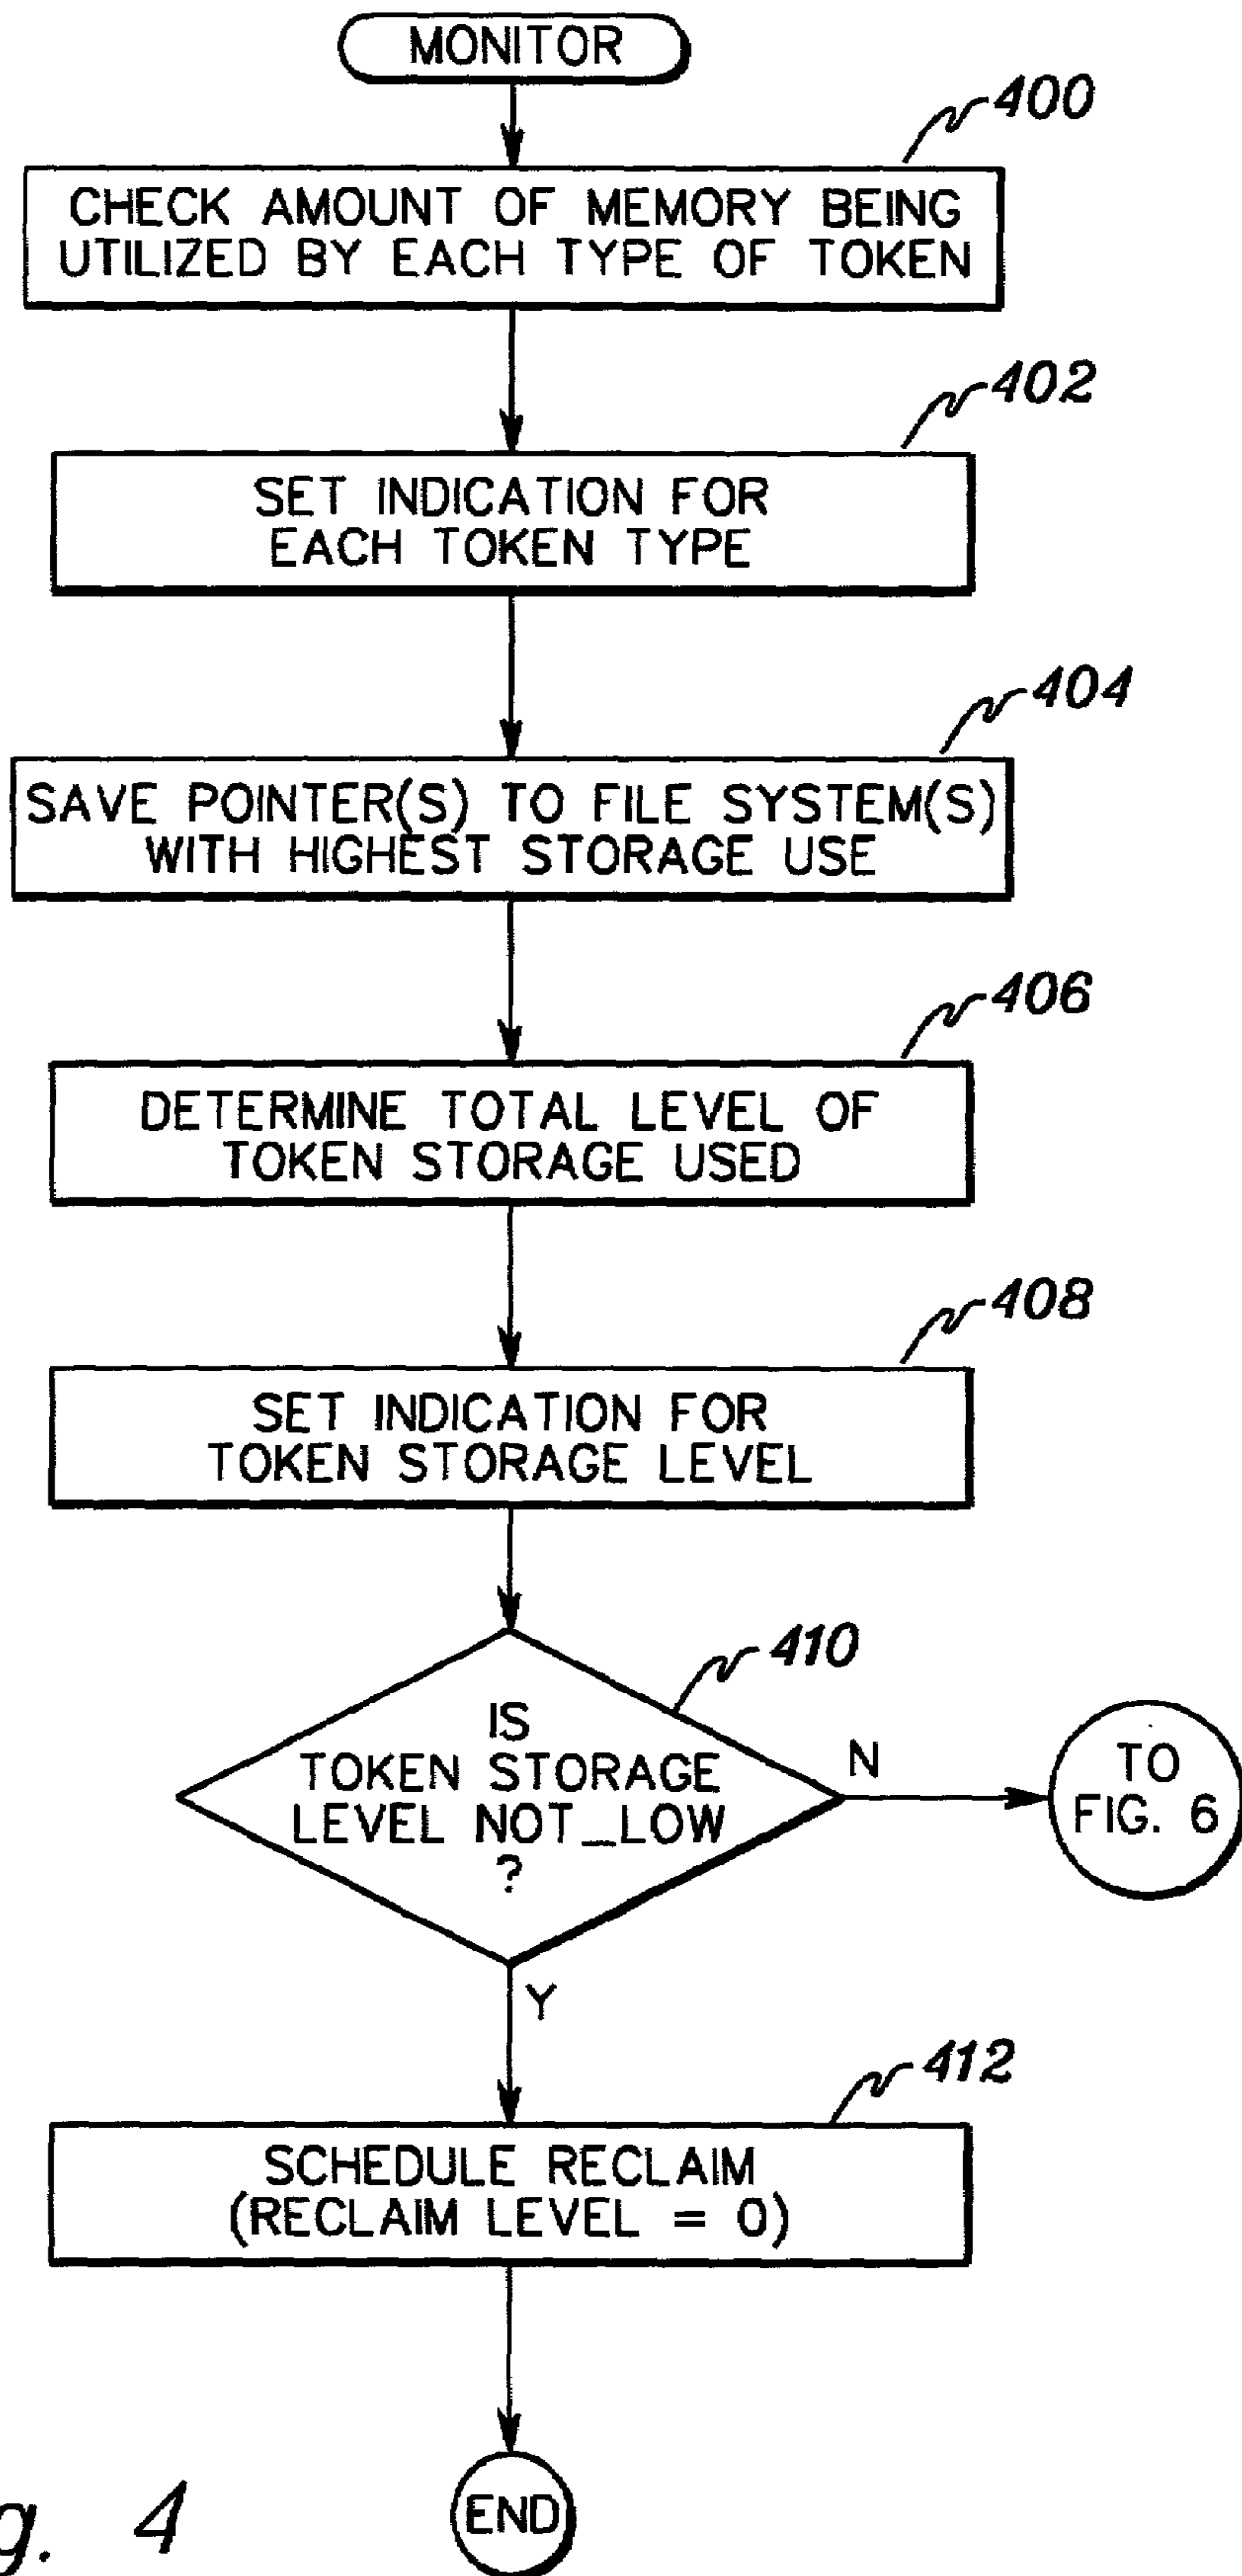 MONITOR
400
CHECK AMOUNT OF MEMORY BEING
UTILIZED BY EACH TYPE OF TOKEN
402
SET INDICATION FOR
EACH TOKEN TYPE
404
SAVE POINTER(S) TO FILE SYSTEM(S)
WITH HIGHEST STORAGE USE
406
DETERMINE TOTAL LEVEL OF
TOKEN STORAGE USED
408
SET INDICATION FOR
TOKEN STORAGE LEVEL
410
IS
TOKEN STORAGE
LEVEL NOT_LOW
?
N
TO
FIG. 6
Y
412
SCHEDULE RECLAIM
(RECLAIM LEVEL = 0)
END
g. 4